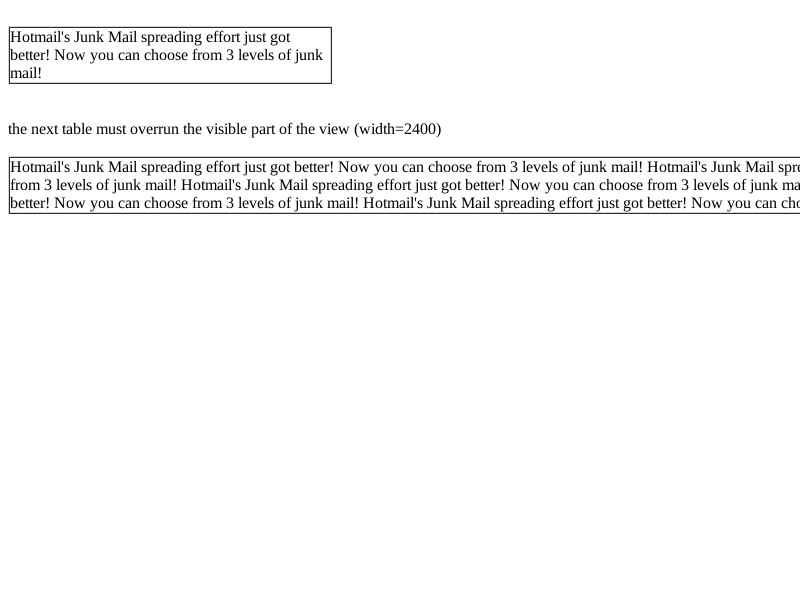 Hotmail's Junk Mail spreading effort just got
better! Now you can choose from 3 levels of junk
mail!
the next table must overrun the visible part of the view (width=2400)
Hotmail's Junk Mail spreading effort just got better! Now you can choose from 3 levels of junk mail! Hotmail's Junk Mail spre
from 3 levels of junk mail! Hotmail's Junk Mail spreading effort just got better! Now you can choose from 3 levels of junk ma
better! Now you can choose from 3 levels of junk mail! Hotmail's Junk Mail spreading effort just got better! Now you can cho